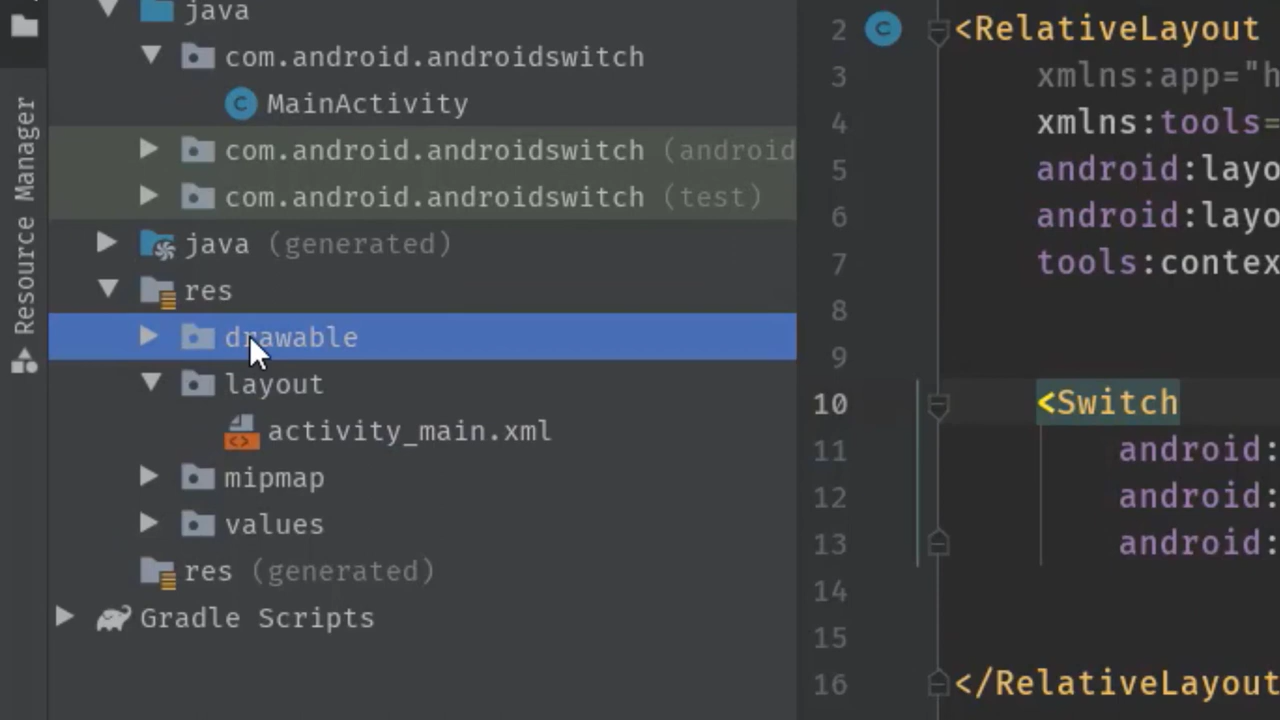 Resource Manager
java
com.android.androidswitch
MainActivity
com.android.androidswitch (android
com.android.androidswitch (test)
java (generated)
res
drawable
layout
activity_main.xml
mipmap
values
res (generated)
Gradle Scripts
2 <RelativeLayout
3 xmlns:app="h
4 xmlns:tools=
5 android:layo
6 android:layo
7 tools:contex
8
9
10 <Switch
11 android:
12 android:
13 android:
14
15
16 </RelativeLayout